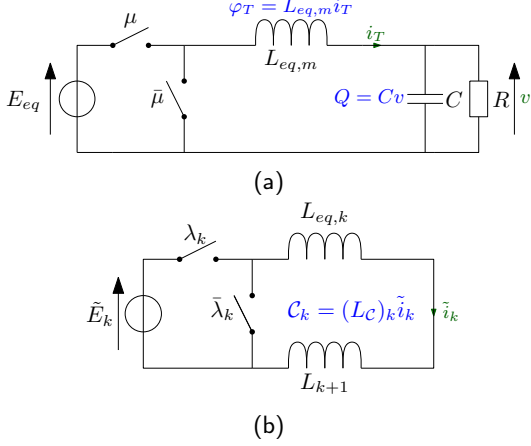 φ_T = L_{eq,m} i_T
μ
i_T
L_{eq,m}
E_{eq}
μ̄
Q = Cv
C
R
v
(a)
L_{eq,k}
λ_k
Ẽ_k
λ̄_k
𝒞_k = (L_𝒞)_k ĩ_k
ĩ_k
L_{k+1}
(b)